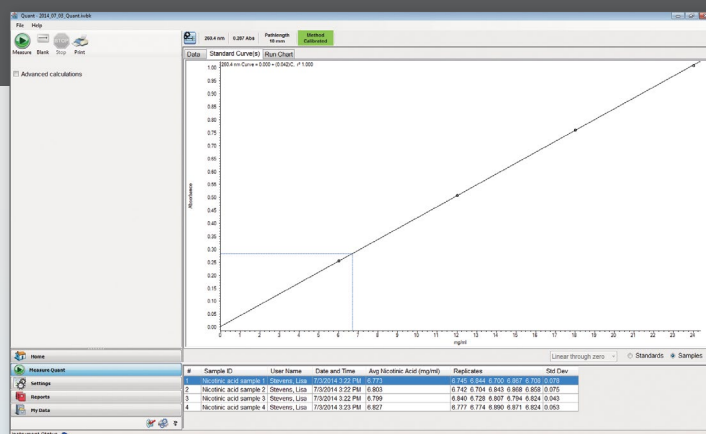 Quant - 2014_07_03_Quant.iwbk
File Help
Measure Blank Stop Print
Advanced calculations
260.4 nm 0.287 Abs Pathlength 10 mm Method Calibrated
Data Standard Curve(s) Run Chart
260.4 nm Curve = 0.000 + (0.042)C, r² 1.000
1.00
0.95
0.90
0.85
0.80
0.75
0.70
0.65
0.60
0.55
0.50
0.45
0.40
0.35
0.30
0.25
0.20
0.15
0.10
0.05
0.00
Absorbance
0 1 2 3 4 5 6 7 8 9 10 11 12 13 14 15 16 17 18 19 20 21 22 23 24
mg/ml
Linear through zero Standards Samples
Home
Measure Quant
Settings
Reports
My Data
# Sample ID User Name Date and Time Avg Nicotinic Acid (mg/ml) Replicates Std Dev
1 Nicotinic acid sample 1 Stevens, Lisa 7/3/2014 3:22 PM 6.773 6.745 6.844 6.700 6.867 6.708 0.079
2 Nicotinic acid sample 2 Stevens, Lisa 7/3/2014 3:22 PM 6.803 6.742 6.704 6.843 6.868 6.858 0.075
3 Nicotinic acid sample 3 Stevens, Lisa 7/3/2014 3:22 PM 6.799 6.840 6.728 6.807 6.794 6.824 0.043
4 Nicotinic acid sample 4 Stevens, Lisa 7/3/2014 3:23 PM 6.827 6.777 6.774 6.890 6.871 6.824 0.053
Instrument Status